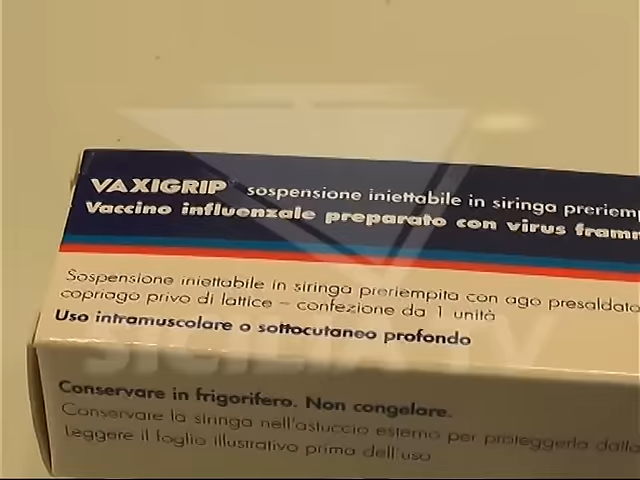 VAXIGRIP sospensione iniettabile in siringa preriemp
Vaccino influenzale preparato con virus framm
Sospensione iniettabile in siringa preriempita con ago presaldato
copriago privo di lattice – confezione da 1 unità
Uso intramuscolare o sottocutaneo profondo
Conservare in frigorifero. Non congelare.
Conservare la siringa nell'astuccio esterno per proteggerla dalla
Leggere il foglio illustrativo prima dell'uso
SICILIA TV